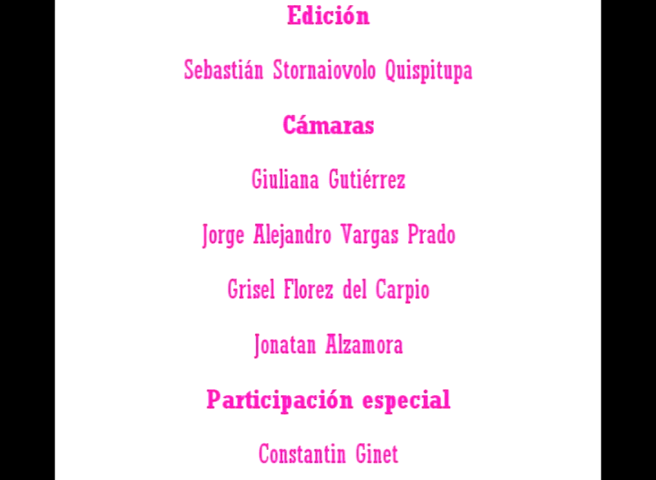 Edición
Sebastián Stornaiovolo Quispitupa
Cámaras
Giuliana Gutiérrez
Jorge Alejandro Vargas Prado
Grisel Florez del Carpio
Jonatan Alzamora
Participación especial
Constantin Ginet